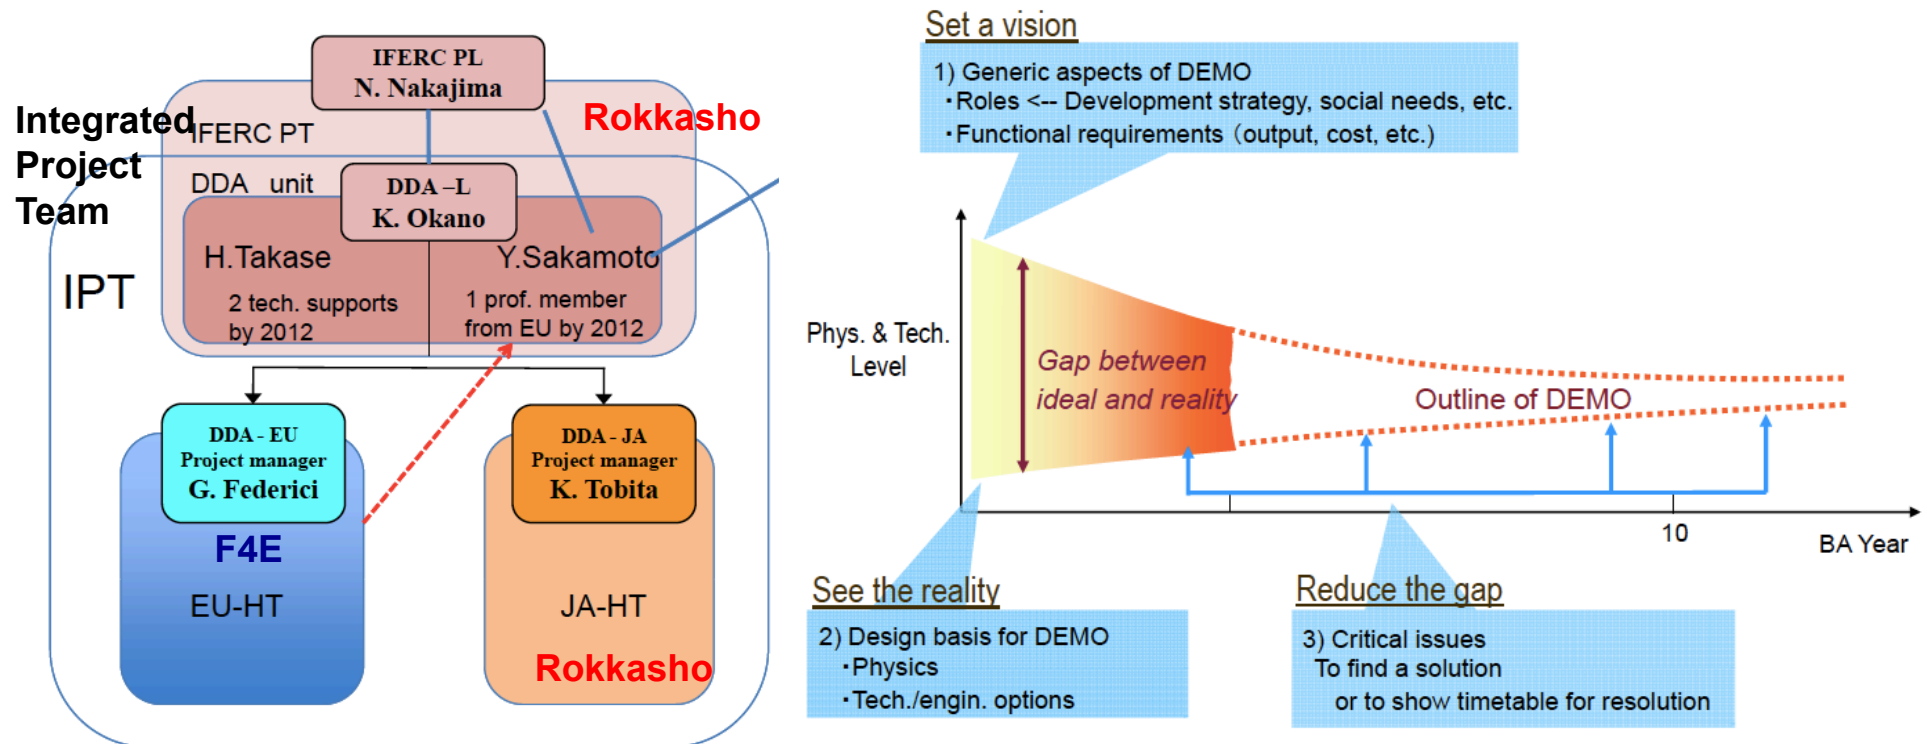 IFERC PL
N. Nakajima
Integrated
Project
Team
IFERC PT
Rokkasho
DDA unit
DDA –L
K. Okano
IPT
H.Takase
Y.Sakamoto
2 tech. supports
by 2012
1 prof. member
from EU by 2012
DDA - EU
Project manager
G. Federici
F4E
EU-HT
DDA - JA
Project manager
K. Tobita
JA-HT
Rokkasho
Set a vision
1) Generic aspects of DEMO
・Roles <-- Development strategy, social needs, etc.
・Functional requirements（output, cost, etc.)
Phys. & Tech.
Level
Gap between
ideal and reality
Outline of DEMO
10
BA Year
See the reality
2) Design basis for DEMO
・Physics
・Tech./engin. options
Reduce the gap
3) Critical issues
To find a solution
or to show timetable for resolution